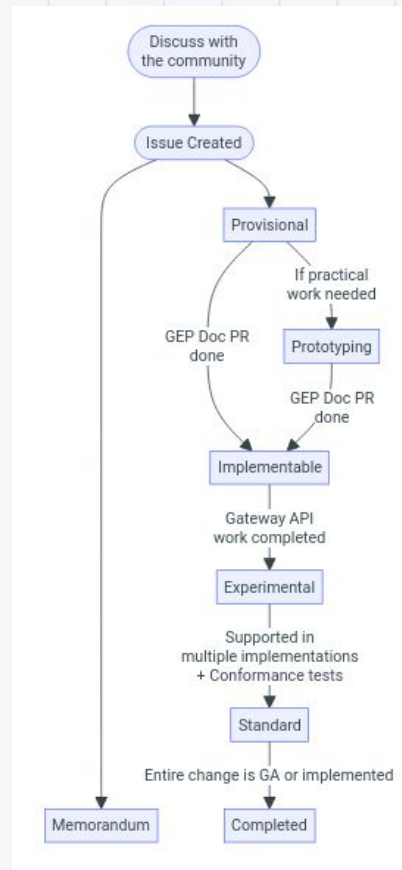 Discuss with
the community
Issue Created
Provisional
If practical
work needed
GEP Doc PR
done
Prototyping
GEP Doc PR
done
Implementable
Gateway API
work completed
Experimental
Supported in
multiple implementations
+ Conformance tests
Standard
Entire change is GA or implemented
Memorandum
Completed